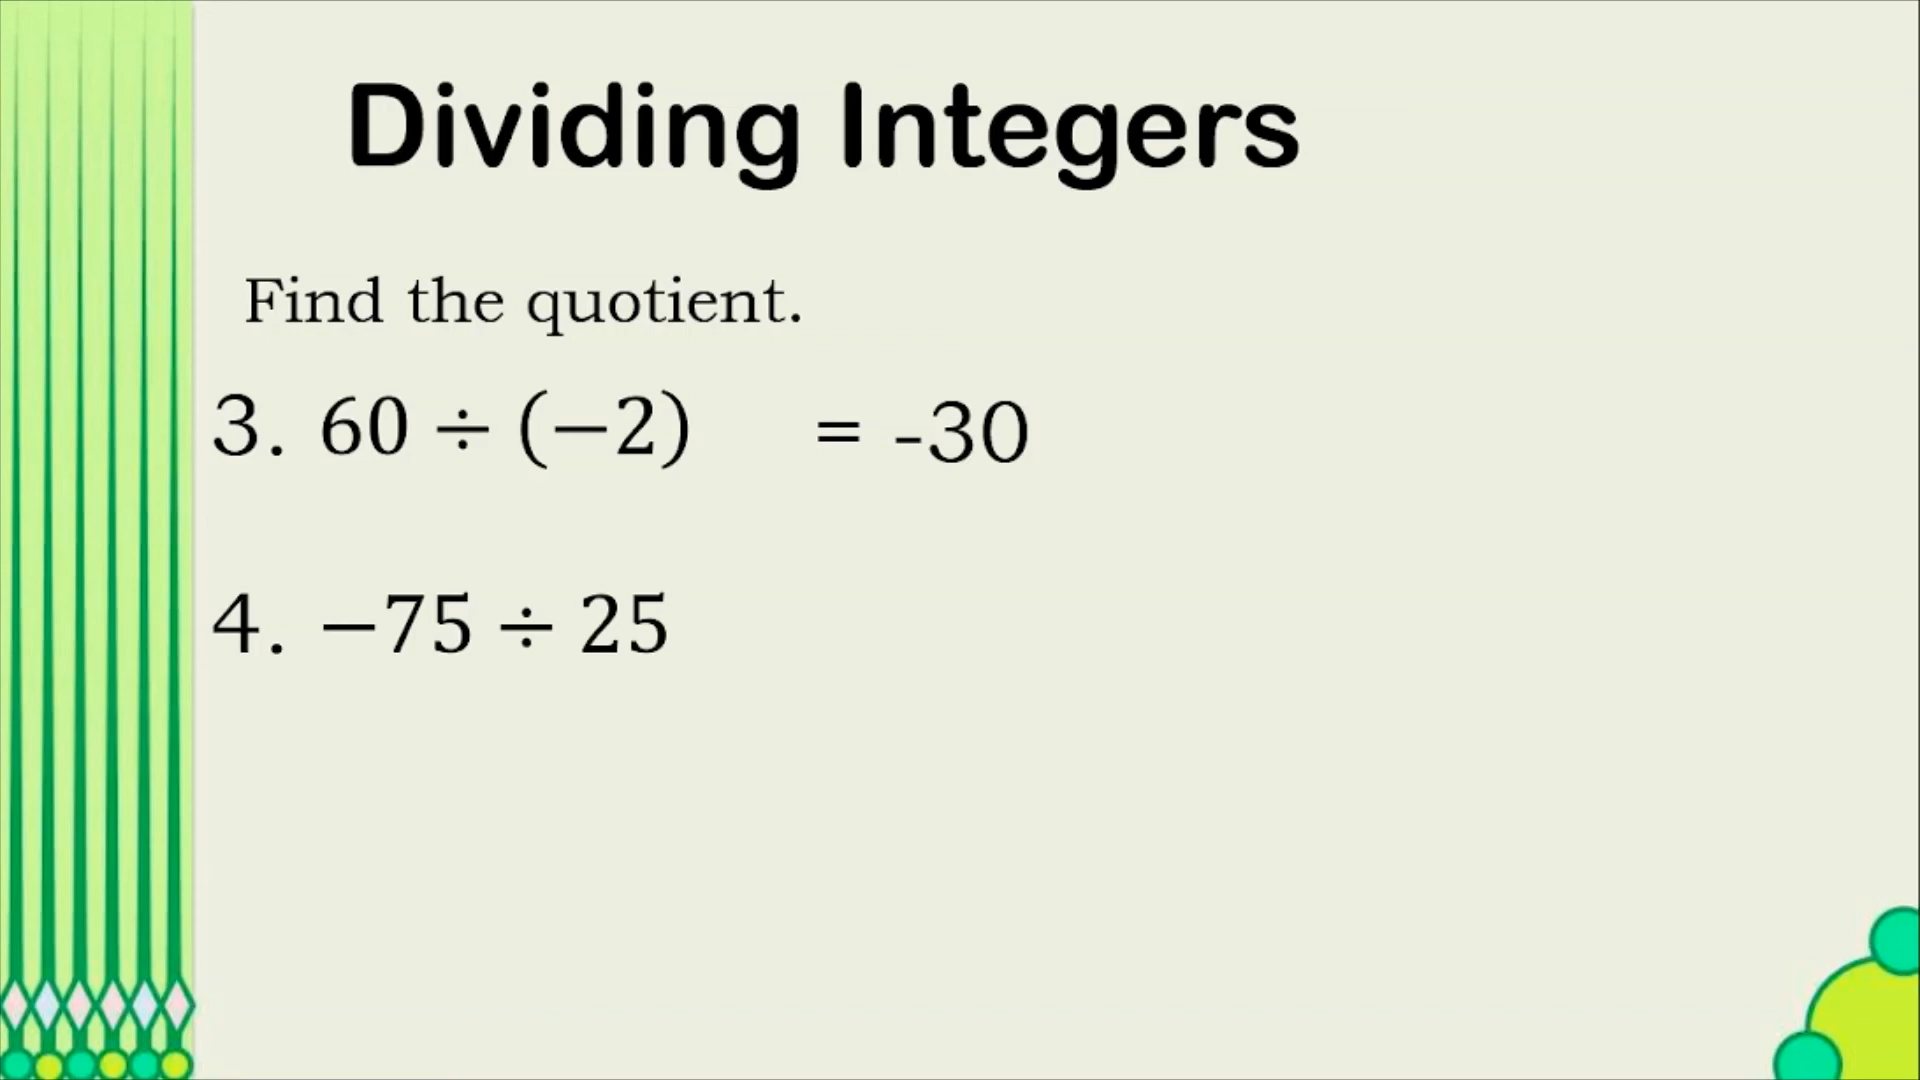 Dividing Integers
Find the quotient.
3. 60 ÷ (−2) = -30
4. −75 ÷ 25